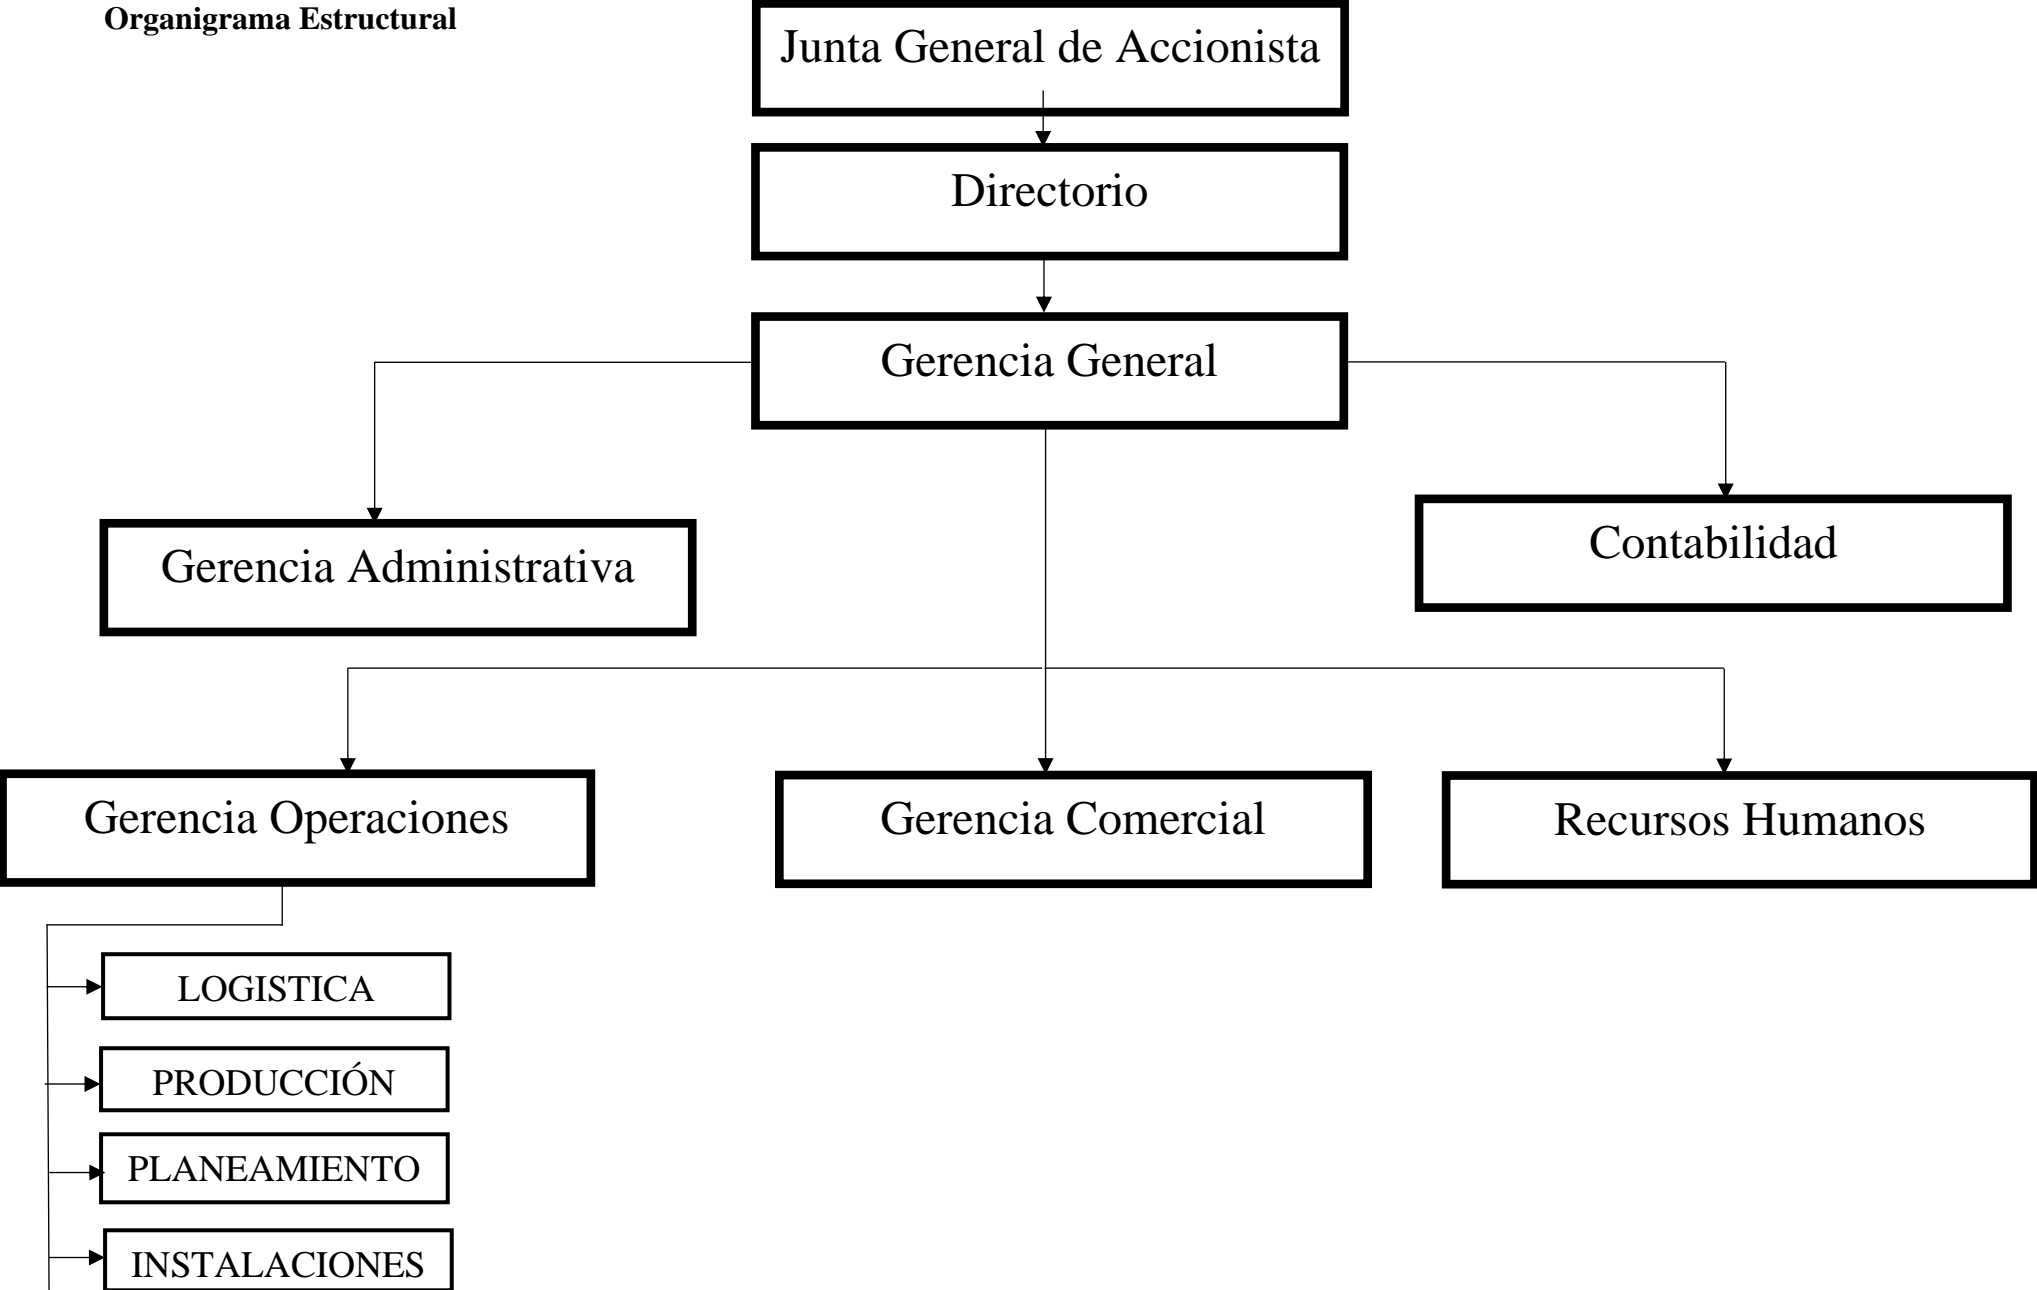 Organigrama Estructural
Junta General de Accionista
Directorio
Gerencia General
Gerencia Administrativa
Contabilidad
Gerencia Operaciones
Gerencia Comercial
Recursos Humanos
LOGISTICA
PRODUCCIÓN
PLANEAMIENTO
INSTALACIONES